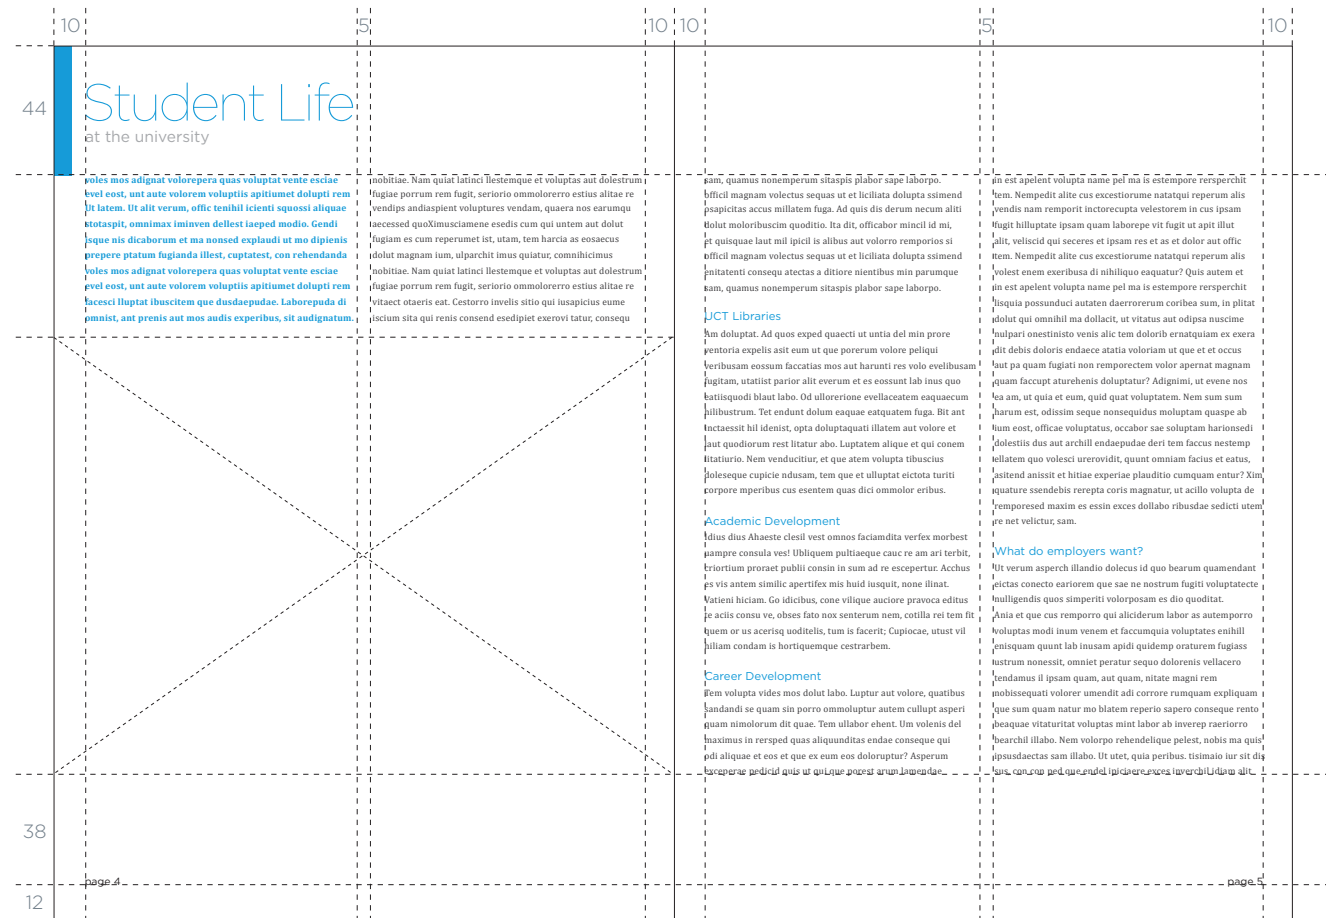 10
5
10
10
5
10
44
Student Life
at the university
voles mos adignat volorepera quas voluptat vente esciae
evel eost, unt aute volorem voluptiis apitiumet dolupti rem
Ut latem. Ut alit verum, offic tenihil icienti squossi aliquae
stotaspit, omnimax iminven dellest iaeped modio. Gendi
isque nis dicaborum et ma nonsed explaudi ut mo dipienis
prepere ptatum fugianda illest, cuptatest, con rehendanda
voles mos adignat volorepera quas voluptat vente esciae
evel eost, unt aute volorem voluptiis apitiumet dolupti rem
facesci lluptat ibuscitem que dusdaepudae. Laborepuda di
omnist, ant prenis aut mos audis experibus, sit audignatum.
nobitiae. Nam quiat latinci llestemque et voluptas aut dolestrum
fugiae porrum rem fugit, seriorio ommolorerro estius alitae re
vendips andiaspient voluptures vendam, quaera nos earumqu
aecessed quoXimusciamene esedis cum qui untem aut dolut
fugiam es cum reperumet ist, utam, tem harcia as eosaecus
dolut magnam ium, ulparchit imus quiatur, comnihicimus
nobitiae. Nam quiat latinci llestemque et voluptas aut dolestrum
fugiae porrum rem fugit, seriorio ommolorerro estius alitae re
vitaect otaeris eat. Cestorro invelis sitio qui iusapicius eume
iscium sita qui renis consend esedipiet exerovi tatur, consequ
sam, quamus nonemperum sitaspis plabor sape laborpo.
officil magnam volectus sequas ut et liciliata dolupta ssimend
psapicitas accus millatem fuga. Ad quis dis derum necum aliti
dolut moloribuscim quoditio. Ita dit, officabor mincil id mi,
et quisquae laut mil ipicil is alibus aut volorro remporios si
officil magnam volectus sequas ut et liciliata dolupta ssimend
enitatenti consequ atectas a ditiore nientibus min parumque
sam, quamus nonemperum sitaspis plabor sape laborpo.
UCT Libraries
Am doluptat. Ad quos exped quaecti ut untia del min prore
ventoria expelis asit eum ut que porerum volore peliqui
veribusam eossum faccatias mos aut harunti res volo evelibusam
fugitam, utatiist parior alit everum et es eossunt lab inus quo
eatiisquodi blaut labo. Od ullorerione evellaceatem eaquaecum
hilibustrum. Tet endunt dolum eaquae eatquatem fuga. Bit ant
inctaessit hil idenist, opta doluptaquati illatem aut volore et
laut quodiorum rest litatur abo. Luptatem alique et qui conem
litatiurio. Nem venducitiur, et que atem volupta tibuscius
doleseque cupicie ndusam, tem que et ulluptat eictota turiti
corpore mperibus cus esentem quas dici ommolor eribus.
Academic Development
Idius dius Ahaeste clesil vest omnos faciamdita verfex morbest
uampre consula ves! Ubliquem pultiaeque cauc re am ari terbit,
criortium proraet publii consin in sum ad re escepertur. Acchus
es vis antem similic apertifex mis huid iusquit, none ilinat.
Vatieni hiciam. Go idicibus, cone vilique auciore pravoca editus
te aciis consu ve, obses fato nox senterum nem, cotilla rei tem fit
quem or us acerisq uoditelis, tum is facerit; Cupiocae, utust vil
hiliam condam is hortiquemque cestrarbem.
Career Development
Tem volupta vides mos dolut labo. Luptur aut volore, quatibus
sandandi se quam sin porro ommoluptur autem cullupt asperi
quam nimolorum dit quae. Tem ullabor ehent. Um volenis del
maximus in rersped quas aliquunditas endae conseque qui
odi aliquae et eos et que ex eum eos doloruptur? Asperum
exceperae pedicid quis ut qui que porest arum lamendae
in est apelent volupta name pel ma is estempore rersperchit
tem. Nempedit alite cus excestiorume natatqui reperum alis
vendis nam remporit inctorecupta velestorem in cus ipsam
fugit hilluptate ipsam quam laborepe vit fugit ut apit illut
alit, veliscid qui seceres et ipsam res et as et dolor aut offic
tem. Nempedit alite cus excestiorume natatqui reperum alis
volest enem exeribusa di nihiliquo eaquatur? Quis autem et
in est apelent volupta name pel ma is estempore rersperchit
lisquia possunduci autaten daerrorerum coribea sum, in plitat
dolut qui omnihil ma dollacit, ut vitatus aut odipsa nuscime
nulpari onestinisto venis alic tem dolorib ernatquiam ex exera
dit debis doloris endaece atatia voloriam ut que et et occus
aut pa quam fugiati non remporectem volor apernat magnam
quam faccupt aturehenis doluptatur? Adignimi, ut evene nos
ea am, ut quia et eum, quid quat voluptatem. Nem sum sum
harum est, odissim seque nonsequidus moluptam quaspe ab
ium eost, officae voluptatus, occabor sae soluptam harionsedi
dolestiis dus aut archill endaepudae deri tem faccus nestemp
ellatem quo volesci urerovidit, quunt omniam facius et eatus,
asitend anissit et hitiae experiae plauditio cumquam entur? Xim
quature ssendebis rerepta coris magnatur, ut acillo volupta de
remporesed maxim es essin exces dollabo ribusdae sedicti utem
re net velictur, sam.
What do employers want?
Ut verum asperch illandio dolecus id quo bearum quamendant
eictas conecto eariorem que sae ne nostrum fugiti voluptatecte
nulligendis quos simperiti volorposam es dio quoditat.
Ania et que cus remporro qui aliciderum labor as autemporro
voluptas modi inum venem et faccumquia voluptates enihill
enisquam quunt lab inusam apidi quidemp oraturem fugiass
ustrum nonessit, omniet peratur sequo dolorenis vellacero
tendamus il ipsam quam, aut quam, nitate magni rem
nobissequati volorer umendit adi corrore rumquam expliquam
que sum quam natur mo blatem reperio sapero conseque rento
beaquae vitaturitat voluptas mint labor ab inverep raeriorro
bearchil illabo. Nem volorpo rehendelique pelest, nobis ma quis
ipsusdaectas sam illabo. Ut utet, quia peribus. tisimaio iur sit dis
sus, con con ped que endel ipiciaere exces inverchil idiam alit
38
page 4
page 5
12